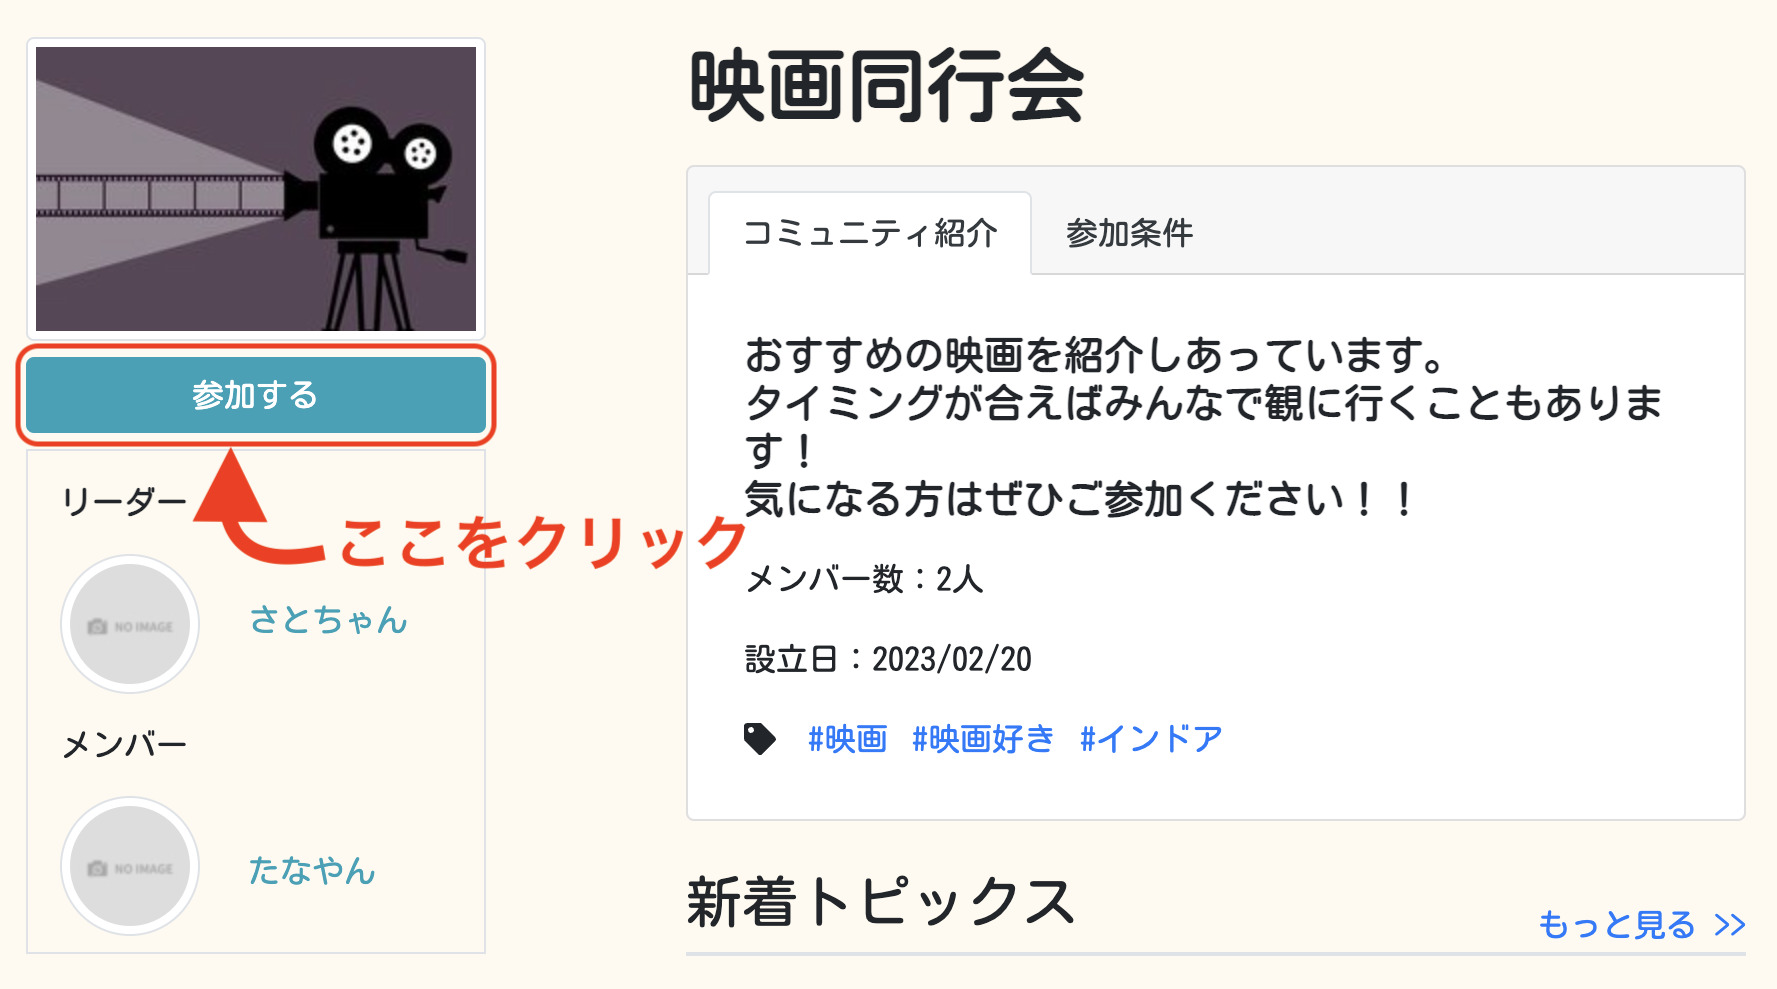 映画同行会
参加する
ここをクリック
リーダー
NO IMAGE
さとちゃん
メンバー
NO IMAGE
たなやん
コミュニティ紹介
参加条件
おすすめの映画を紹介しあっています。
タイミングが合えばみんなで観に行くこともありま
す！
気になる方はぜひご参加ください！！
メンバー数：2人
設立日：2023/02/20
#映画 #映画好き #インドア
新着トピックス
もっと見る >>